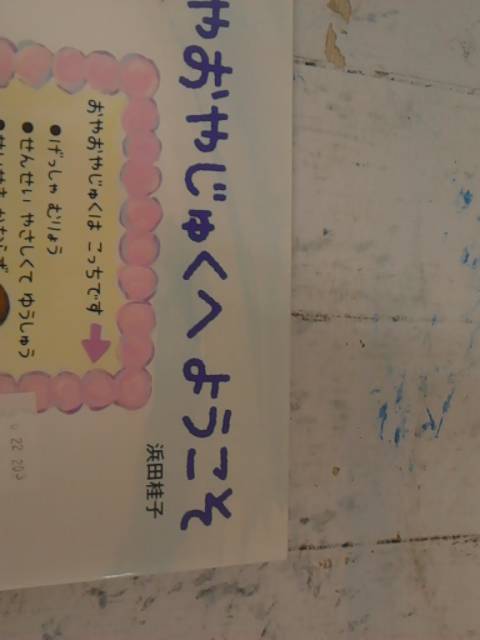 やおやじゅくへ ようこそ
浜田桂子
おやおやじゅくは こっちです
●げっしゃ むりょう
●せんせい やさしくて ゆうしゅう
22 203